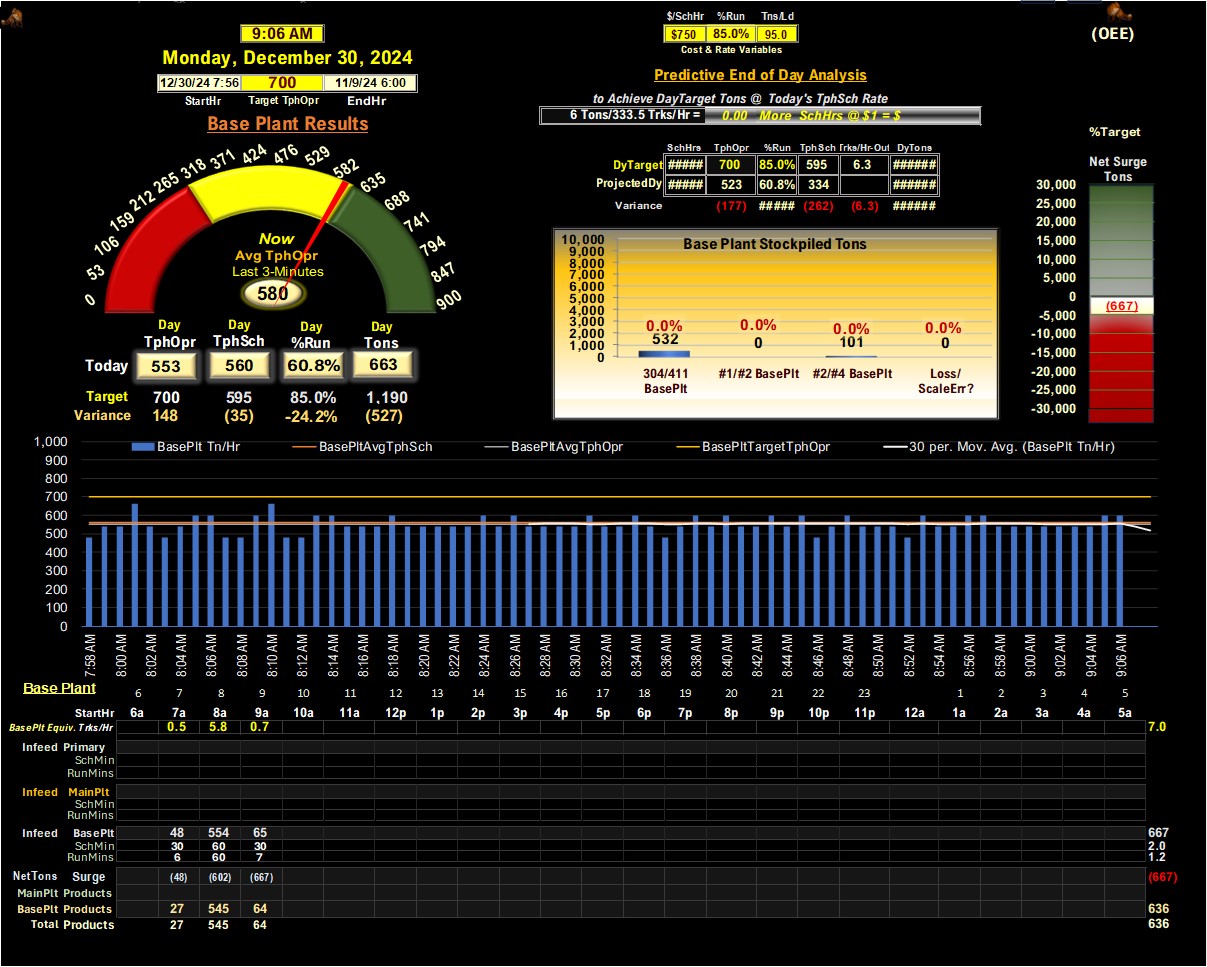 9:06 AM
Monday, December 30, 2024
12/30/24 7:56 700 11/9/24 6:00
StartHr Target TphOpr EndHr
Base Plant Results
0 53 106 159 212 265 318 371 424 476 529 582 635 688 741 794 847 900
Now
Avg TphOpr
Last 3-Minutes
580
Day Day Day Day
TphOpr TphSch %Run Tons
Today 553 560 60.8% 663
Target 700 595 85.0% 1,190
Variance 148 (35) -24.2% (527)
$/SchHr %Run Tns/Ld
$750 85.0% 95.0
Cost & Rate Variables
(OEE)
Predictive End of Day Analysis
to Achieve DayTarget Tons @ Today's TphSch Rate
6 Tons/333.5 Trks/Hr = 0.00 More SchHrs @ $1 = $
SchHrs TphOpr %Run TphSch Trks/Hr-Out DyTons
DyTarget ##### 700 85.0% 595 6.3 ######
ProjectedDy ##### 523 60.8% 334 ######
Variance (177) ##### (262) (6.3) ######
%Target
Net Surge
Tons
30,000
25,000
20,000
15,000
10,000
5,000
0
(667)
-5,000
-10,000
-15,000
-20,000
-25,000
-30,000
Base Plant Stockpiled Tons
10,000
9,000
8,000
7,000
6,000
5,000
4,000
3,000
2,000
1,000
0
0.0% 0.0% 0.0% 0.0%
532 0 101 0
304/411 BasePlt
#1/#2 BasePlt
#2/#4 BasePlt
Loss/ ScaleErr?
BasePlt Tn/Hr BasePltAvgTphSch BasePltAvgTphOpr BasePltTargetTphOpr 30 per. Mov. Avg. (BasePlt Tn/Hr)
1,000
900
800
700
600
500
400
300
200
100
0
7:58 AM 8:00 AM 8:02 AM 8:04 AM 8:06 AM 8:08 AM 8:10 AM 8:12 AM 8:14 AM 8:16 AM 8:18 AM 8:20 AM 8:22 AM 8:24 AM 8:26 AM 8:28 AM 8:30 AM 8:32 AM 8:34 AM 8:36 AM 8:38 AM 8:40 AM 8:42 AM 8:44 AM 8:46 AM 8:48 AM 8:50 AM 8:52 AM 8:54 AM 8:56 AM 8:58 AM 9:00 AM 9:02 AM 9:04 AM 9:06 AM
Base Plant
6 7 8 9 10 11 12 13 14 15 16 17 18 19 20 21 22 23 1 2 3 4 5
StartHr 6a 7a 8a 9a 10a 11a 12p 1p 2p 3p 4p 5p 6p 7p 8p 9p 10p 11p 12a 1a 2a 3a 4a 5a
BasePlt Equiv. Trks/Hr 0.5 5.8 0.7 7.0
Infeed Primary
SchMin
RunMins
Infeed MainPlt
SchMin
RunMins
Infeed BasePlt 48 554 65 667
SchMin 30 60 30 2.0
RunMins 6 60 7 1.2
NetTons Surge (48) (602) (667) (667)
MainPlt Products
BasePlt Products 27 545 64 636
Total Products 27 545 64 636